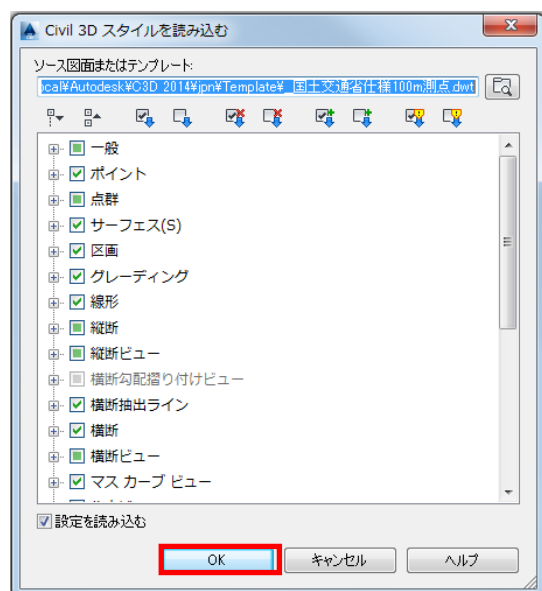 Civil 3D スタイルを読み込む
ソース図面またはテンプレート:
ocal¥Autodesk¥C3D 2014¥jpn¥Template¥_国土交通省仕様100m測点.dwt
一般
ポイント
点群
サーフェス(S)
区画
グレーディング
線形
縦断
縦断ビュー
横断勾配摺り付けビュー
横断抽出ライン
横断
横断ビュー
マス カーブ ビュー
設定を読み込む
OK キャンセル ヘルプ